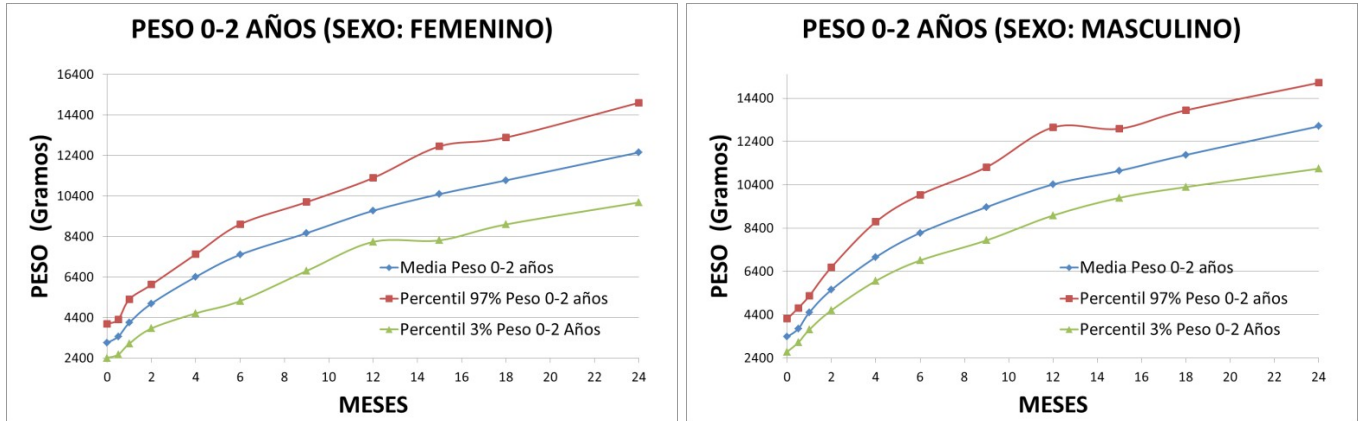 PESO 0-2 AÑOS (SEXO: FEMENINO)
16400
14400
12400
10400
8400
6400
4400
2400
PESO (Gramos)
Media Peso 0-2 años
Percentil 97% Peso 0-2 años
Percentil 3% Peso 0-2 Años
0 2 4 6 8 10 12 14 16 18 20 22 24
MESES
PESO 0-2 AÑOS (SEXO: MASCULINO)
14400
12400
10400
8400
6400
4400
2400
PESO (Gramos)
Media Peso 0-2 años
Percentil 97% Peso 0-2 años
Percentil 3% Peso 0-2 Años
0 2 4 6 8 10 12 14 16 18 20 22 24
MESES